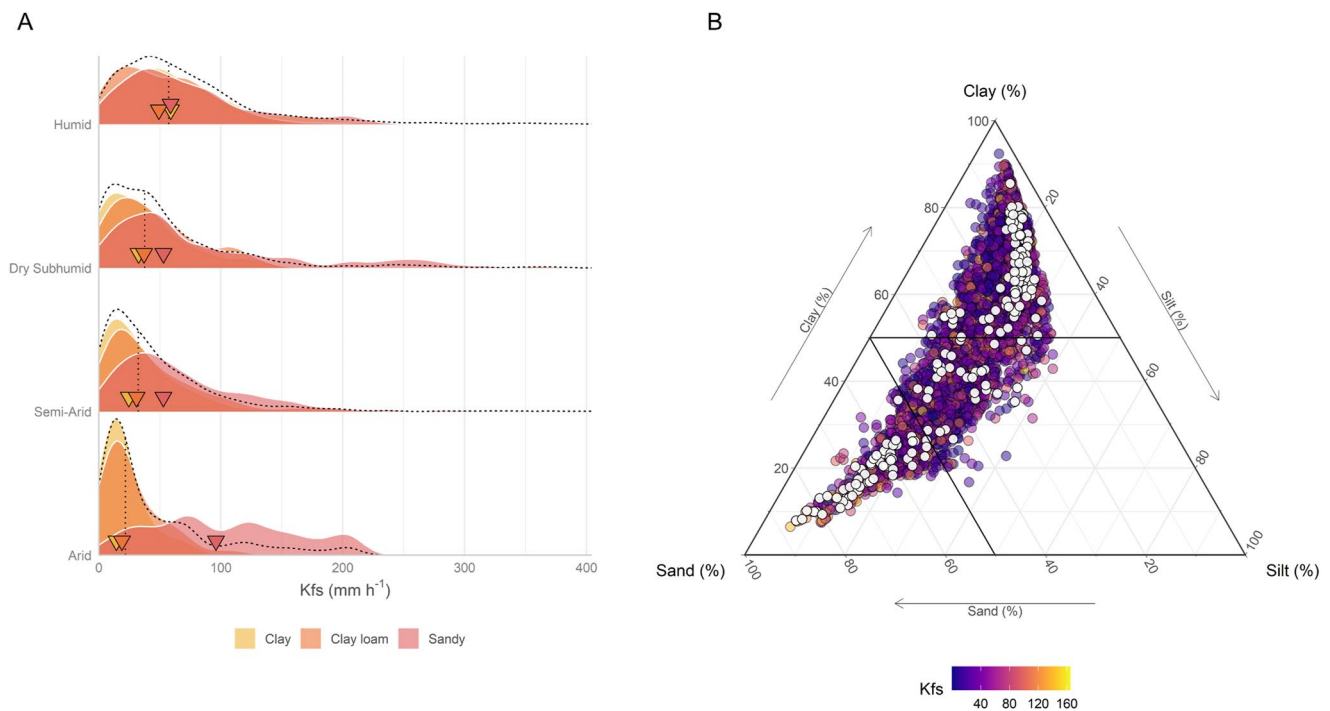 A
Humid
Dry Subhumid
Semi-Arid
Arid
0 100 200 300 400
Kfs (mm h⁻¹)
Clay Clay loam Sandy
B
Clay (%)
100
80
60
40
20
20
40
60
80
100
100 80 60 40 20
Clay (%)
Silt (%)
Sand (%)
Sand (%)
Silt (%)
Kfs
40 80 120 160